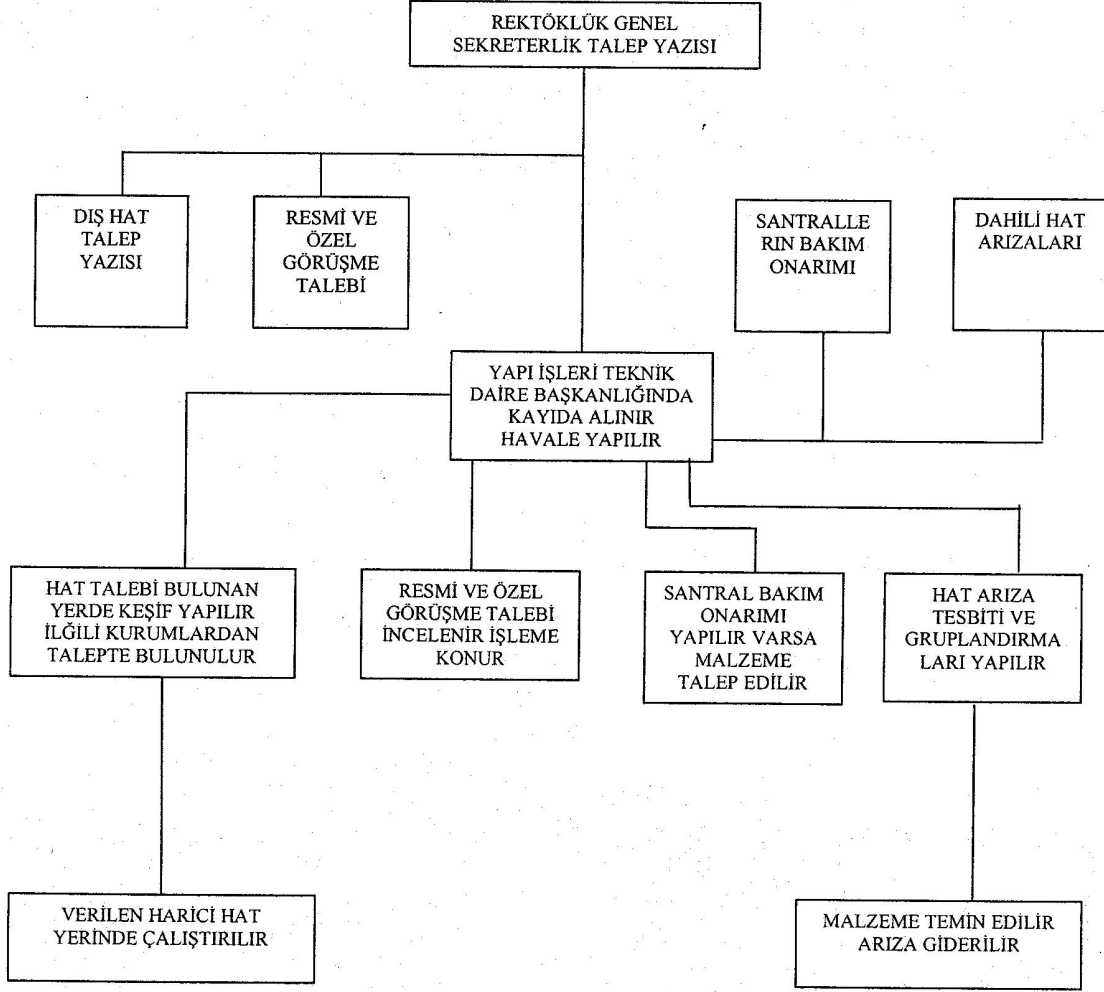 REKTÖKLÜK GENEL
SEKRETERLİK TALEP YAZISI
DIŞ HAT
TALEP
YAZISI
RESMİ VE
ÖZEL
GÖRÜŞME
TALEBİ
SANTRALLE
RIN BAKIM
ONARIMI
DAHİLİ HAT
ARIZALARI
YAPI İŞLERİ TEKNİK
DAİRE BAŞKANLIĞINDA
KAYIDA ALINIR
HAVALE YAPILIR
HAT TALEBİ BULUNAN
YERDE KEŞİF YAPILIR
İLĞİLİ KURUMLARDAN
TALEPTE BULUNULUR
RESMİ VE ÖZEL
GÖRÜŞME TALEBİ
İNCELENİR İŞLEME
KONUR
SANTRAL BAKIM
ONARIMI
YAPILIR VARSA
MALZEME
TALEP EDİLİR
HAT ARIZA
TESBİTİ VE
GRUPLANDIRMA
LARI YAPILIR
VERİLEN HARİCİ HAT
YERİNDE ÇALIŞTIRILIR
MALZEME TEMİN EDİLİR
ARIZA GİDERİLİR